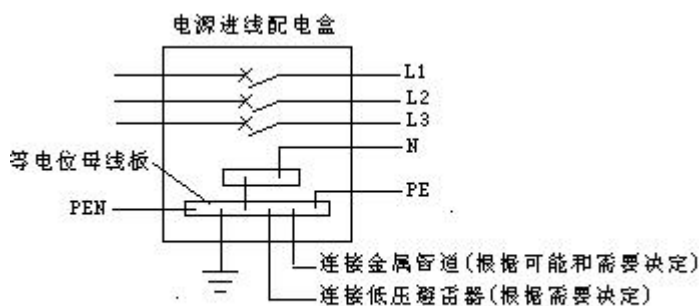 电源进线配电盒
L1
L2
L3
N
等电位母线板
PE
PEN
连接金属管道(根据可能和需要决定)
连接低压避雷器(根据需要决定)